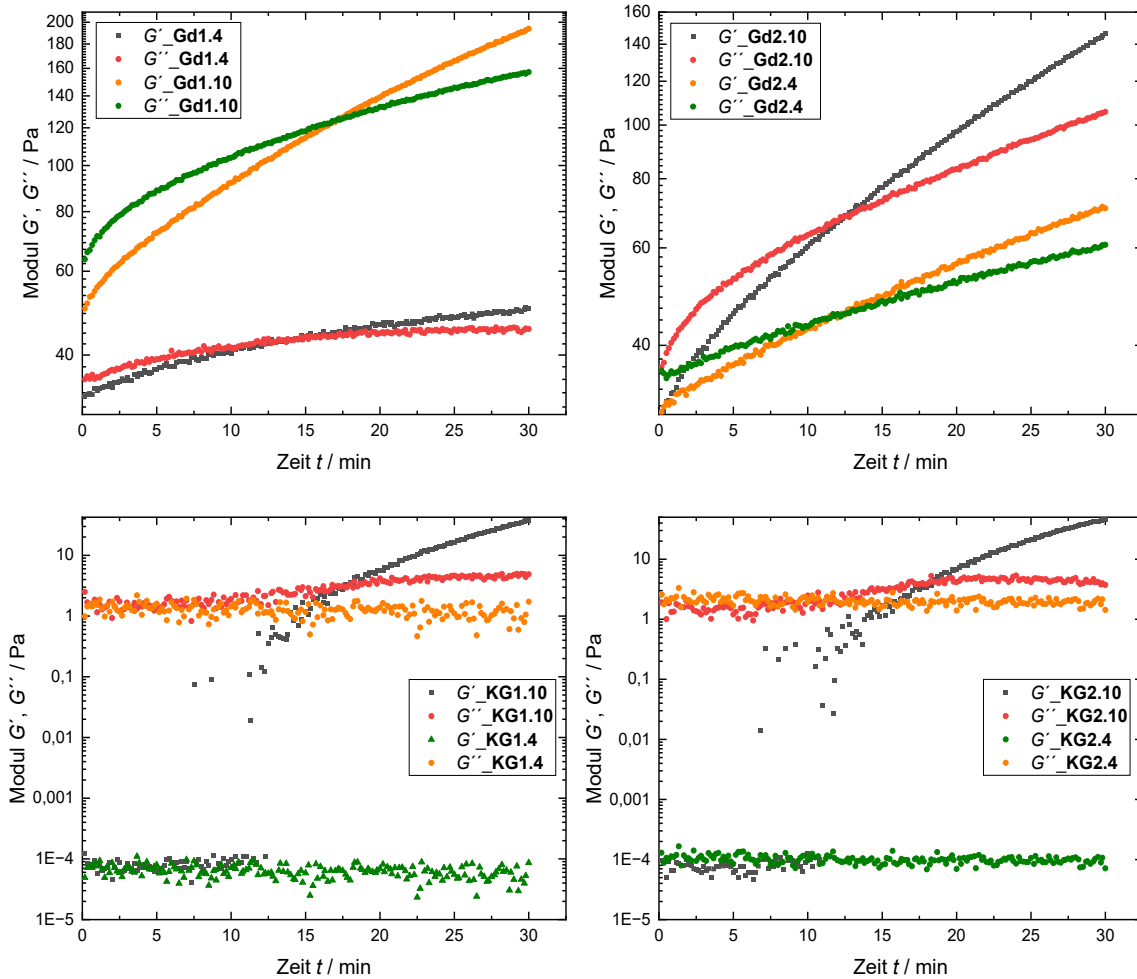 200
180
160
140
120
100
80
60
40
G´_Gd1.4
G´´_Gd1.4
G´_Gd1.10
G´´_Gd1.10
Modul G´, G´´ / Pa
0 5 10 15 20 25 30
Zeit t / min
160
140
120
100
80
60
40
G´_Gd2.10
G´´_Gd2.10
G´_Gd2.4
G´´_Gd2.4
Modul G´, G´´ / Pa
0 5 10 15 20 25 30
Zeit t / min
10
1
0,1
0,01
0,001
1E-4
1E-5
G´_KG1.10
G´´_KG1.10
G´_KG1.4
G´´_KG1.4
Modul G´, G´´ / Pa
0 5 10 15 20 25 30
Zeit t / min
10
1
0,1
0,01
0,001
1E-4
1E-5
G´_KG2.10
G´´_KG2.10
G´_KG2.4
G´´_KG2.4
Modul G´, G´´ / Pa
0 5 10 15 20 25 30
Zeit t / min